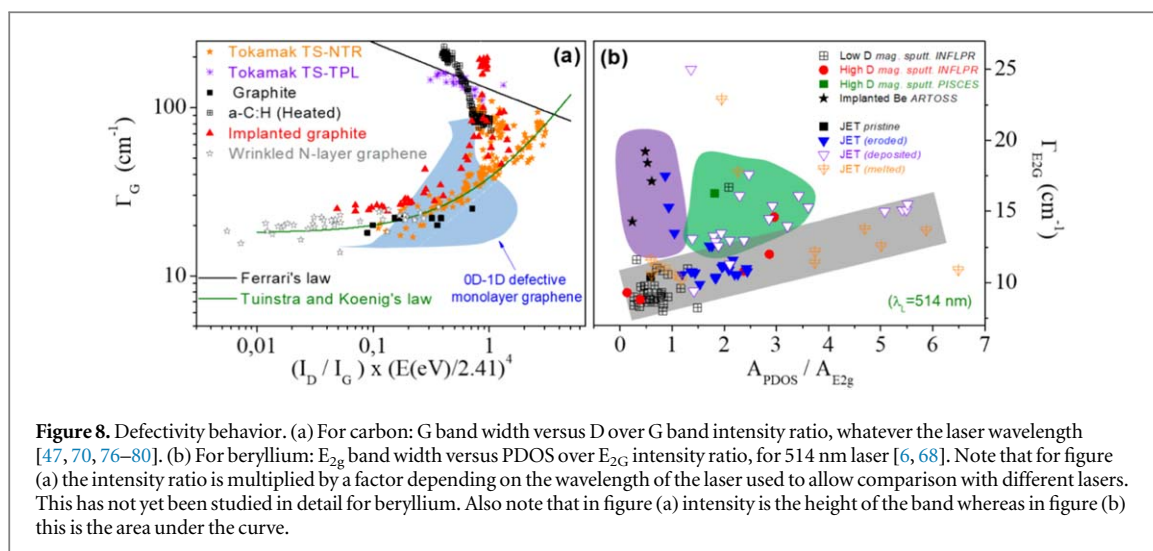 (a)
Tokamak TS-NTR
Tokamak TS-TPL
Graphite
a-C:H (Heated)
Implanted graphite
Wrinkled N-layer graphene
Ferrari's law
Tuinstra and Koenig's law
0D-1D defective
monolayer graphene
100
10
Γ_G (cm⁻¹)
0,01 0,1 1
(I_D / I_G) x (E(eV)/2.41)⁴
(b)
Low D mag. sputt. INFLPR
High D mag. sputt. INFLPR
High D mag. sputt. PISCES
Implanted Be ARTOSS
JET pristine
JET (eroded)
JET (deposited)
JET (melted)
(λ_L=514 nm)
25
20
15
10
Γ_E2G (cm⁻¹)
0 1 2 3 4 5 6 7
A_PDOS / A_E2g
Figure 8. Defectivity behavior. (a) For carbon: G band width versus D over G band intensity ratio, whatever the laser wavelength
[47, 70, 76–80]. (b) For beryllium: E₂g band width versus PDOS over E₂G intensity ratio, for 514 nm laser [6, 68]. Note that for figure
(a) the intensity ratio is multiplied by a factor depending on the wavelength of the laser used to allow comparison with different lasers.
This has not yet been studied in detail for beryllium. Also note that in figure (a) intensity is the height of the band whereas in figure (b)
this is the area under the curve.